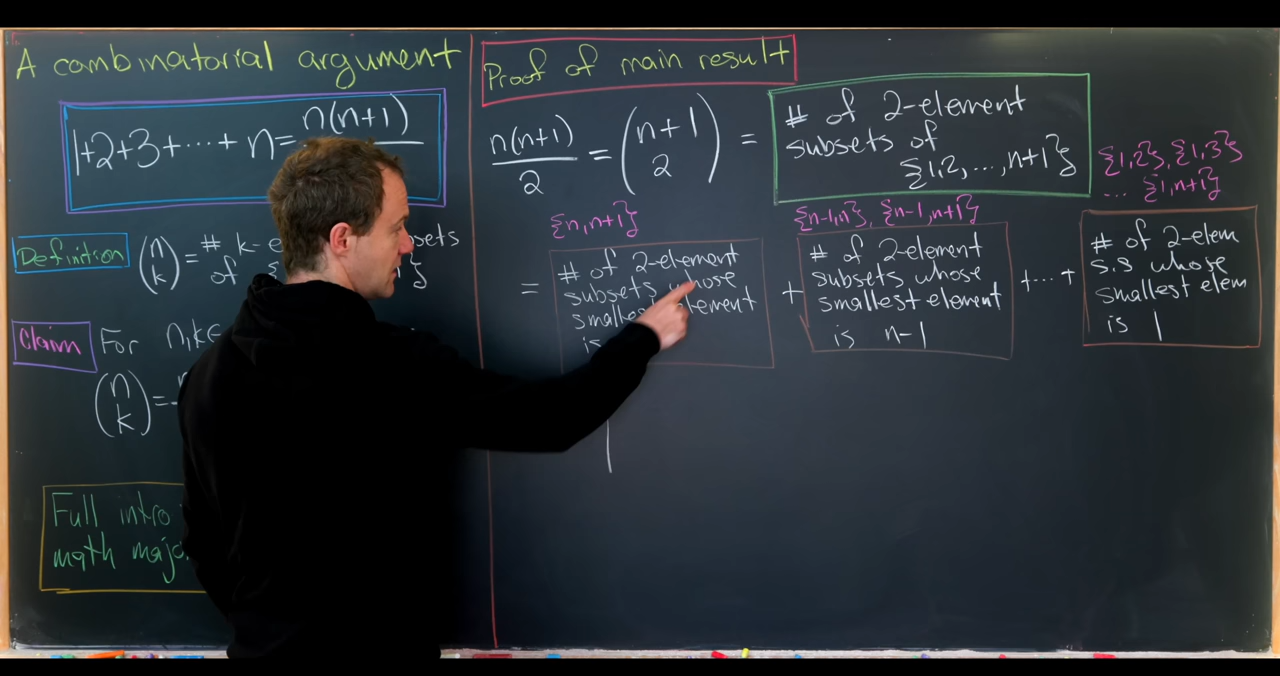 A combinatorial argument
1+2+3+⋯+n=n(n+1)
Definition (n k) = # k-e sets
of {
Claim For n,k∈
(n k) =
Full intro
math majo
Proof of main result
n(n+1)/2 = (n+1 2) =
# of 2-element
subsets of
{1,2,...,n+1}
{n,n+1}
= # of 2-element
subsets whose
smallest element
is
{n-1,n}, {n-1,n+1}
+ # of 2-element
subsets whose
smallest element
is n-1
+⋯+
{1,2}, {1,3}
... {1,n+1}
# of 2-elem
s.s whose
smallest elem
is 1
1